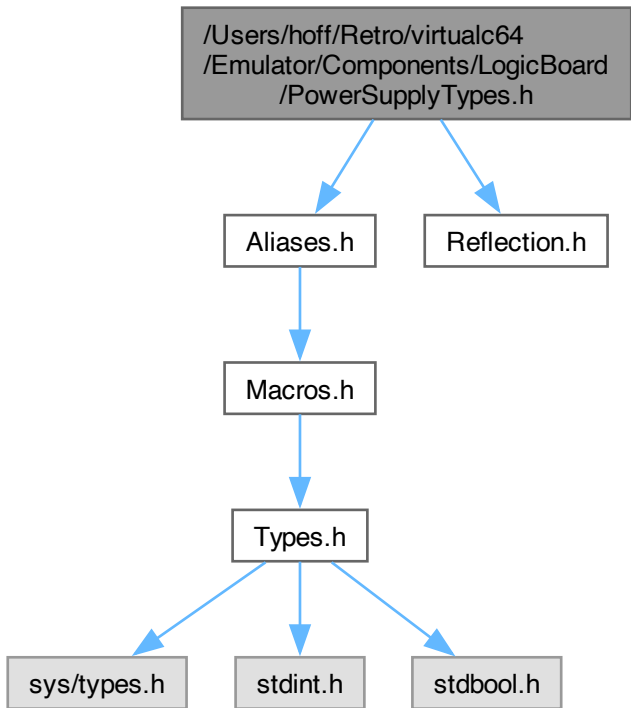 /Users/hoff/Retro/virtualc64
/Emulator/Components/LogicBoard
/PowerSupplyTypes.h
Aliases.h
Reflection.h
Macros.h
Types.h
sys/types.h
stdint.h
stdbool.h